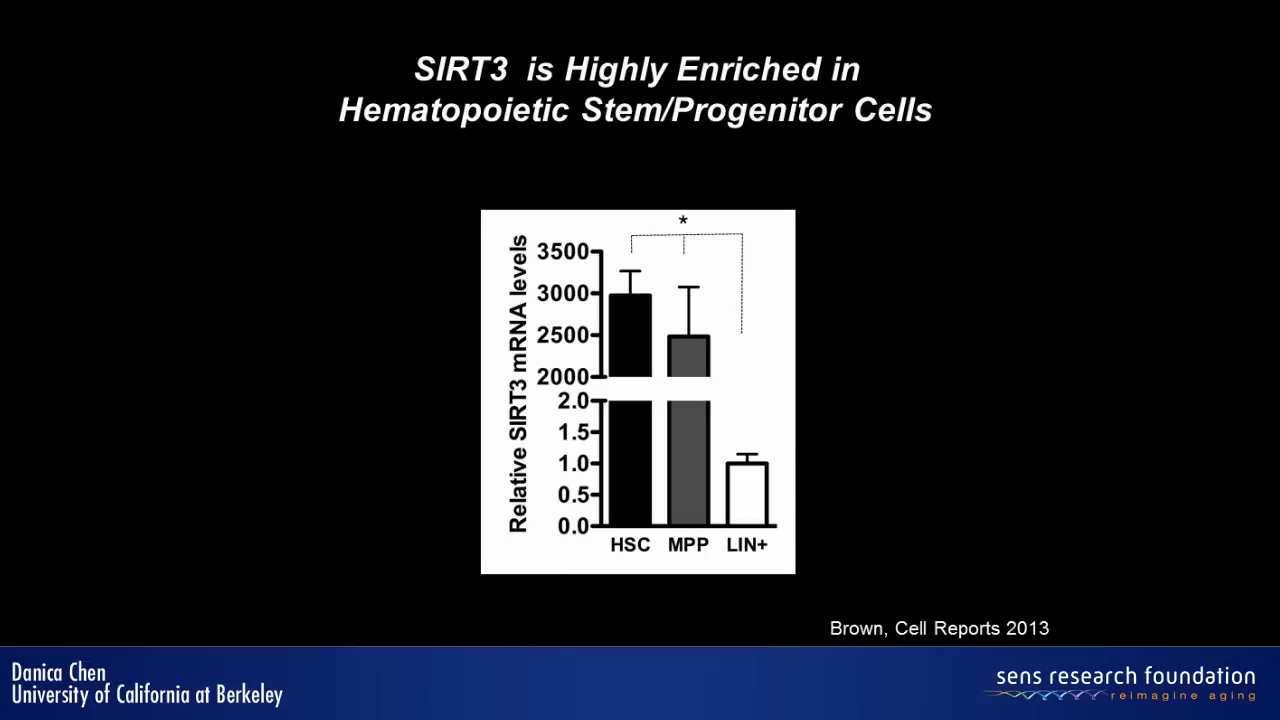 SIRT3 is Highly Enriched in
Hematopoietic Stem/Progenitor Cells
*
Relative SIRT3 mRNA levels
3500
3000
2500
2000
2.0
1.5
1.0
0.5
0.0
HSC MPP LIN+
Brown, Cell Reports 2013
Danica Chen
University of California at Berkeley
sens research foundation
reimagine aging